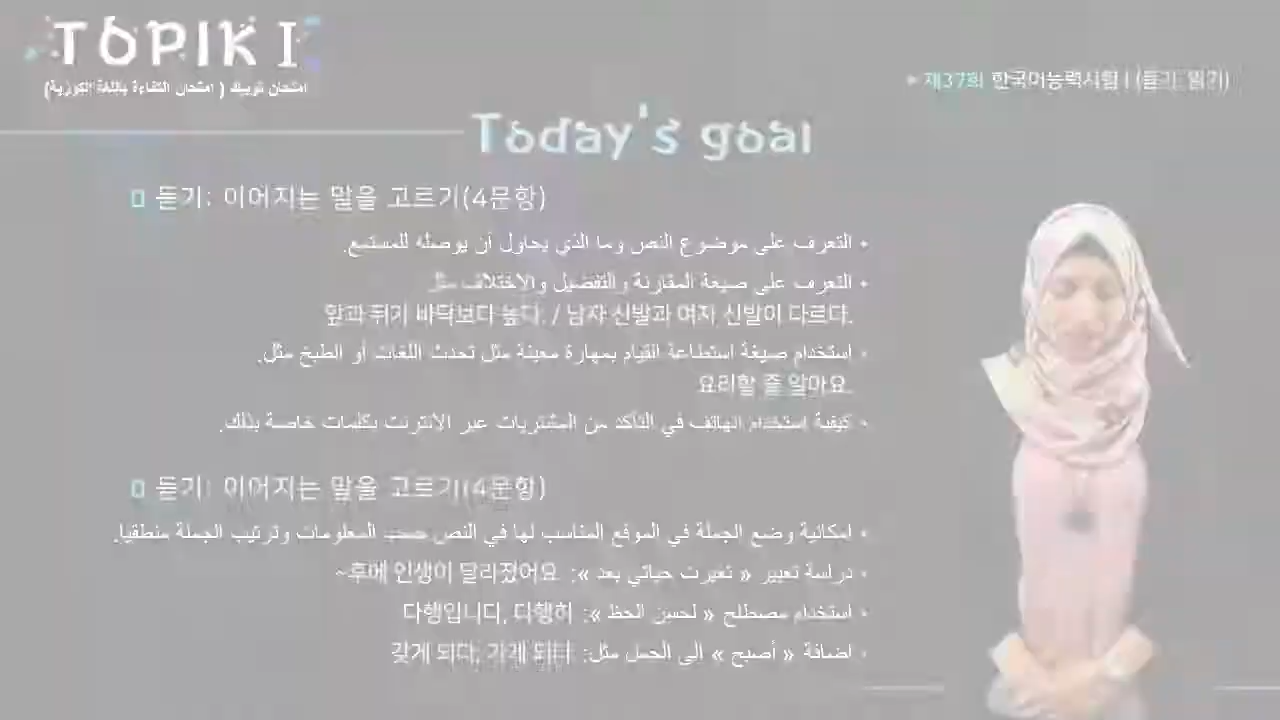 TOPIK I
امتحان توبيك ( امتحان الكفاءة باللغة الكورية)
제37회 한국어능력시험 I (듣기, 읽기)
Today's goal
듣기: 이어지는 말을 고르기(4문항)
• التعرف على موضوع النص وما الذي يحاول أن يوصله للمستمع.
• التعرف على صيغة المقارنة والتفضيل والاختلاف مثل
앞과 뒤가 바닥보다 높다. / 남자 신발과 여자 신발이 다르다.
• استخدام صيغة استطاعة القيام بمهارة معينة مثل تحدث اللغات أو الطبخ مثل.
요리할 줄 알아요.
• كيفية استخدام الهاتف في التأكد من المشتريات عبر الانترنت بكلمات خاصة بذلك.
듣기: 이어지는 말을 고르기(4문항)
• امكانية وضع الجملة في الموقع المناسب لها في النص حسب المعلومات وترتيب الجملة منطقيا.
• دراسة تعبير « تغيرت حياتي بعد »: ~후에 인생이 달라졌어요
• استخدام مصطلح « لحسن الحظ »: 다행입니다, 다행히
• اضافة « أصبح » الى الجمل مثل: 갖게 되다, 가게 되다